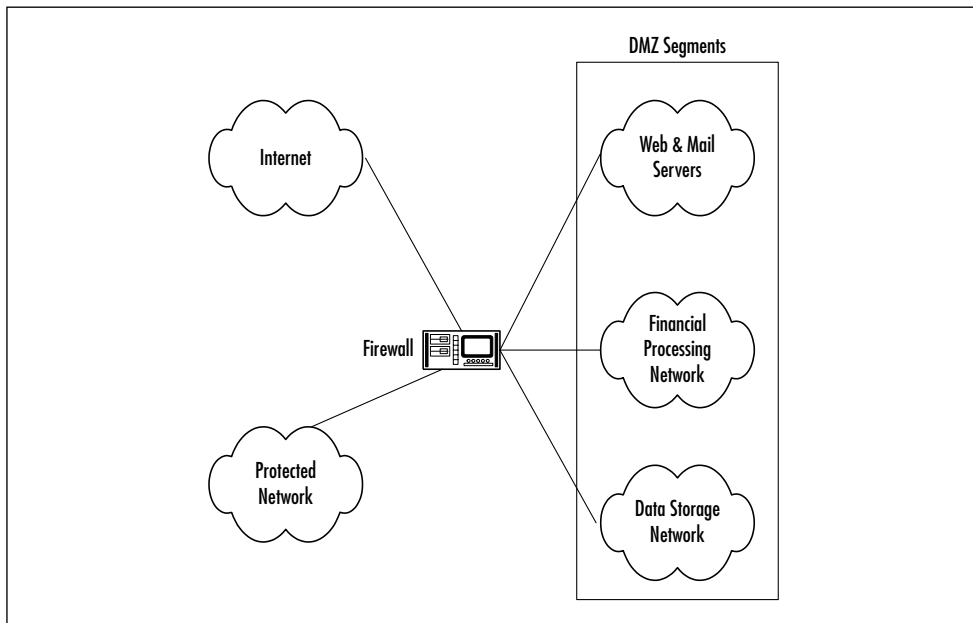 DMZ Segments
Internet
Web & Mail
Servers
Firewall
Financial
Processing
Network
Protected
Network
Data Storage
Network